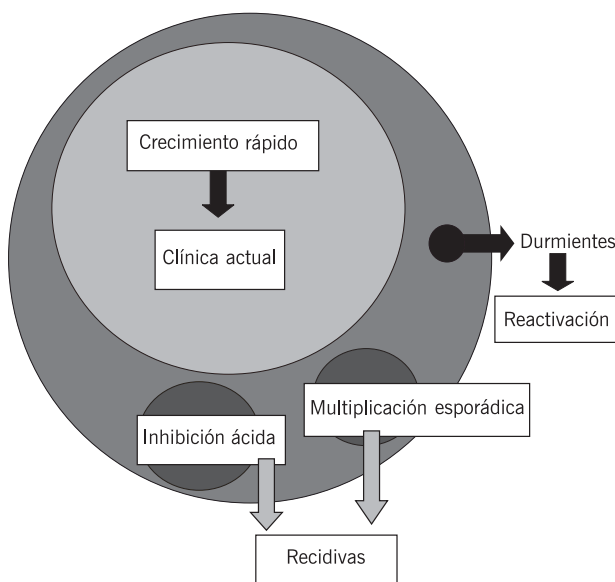 Crecimiento rápido
Clínica actual
Durmientes
Reactivación
Multiplicación esporádica
Inhibición ácida
Recidivas